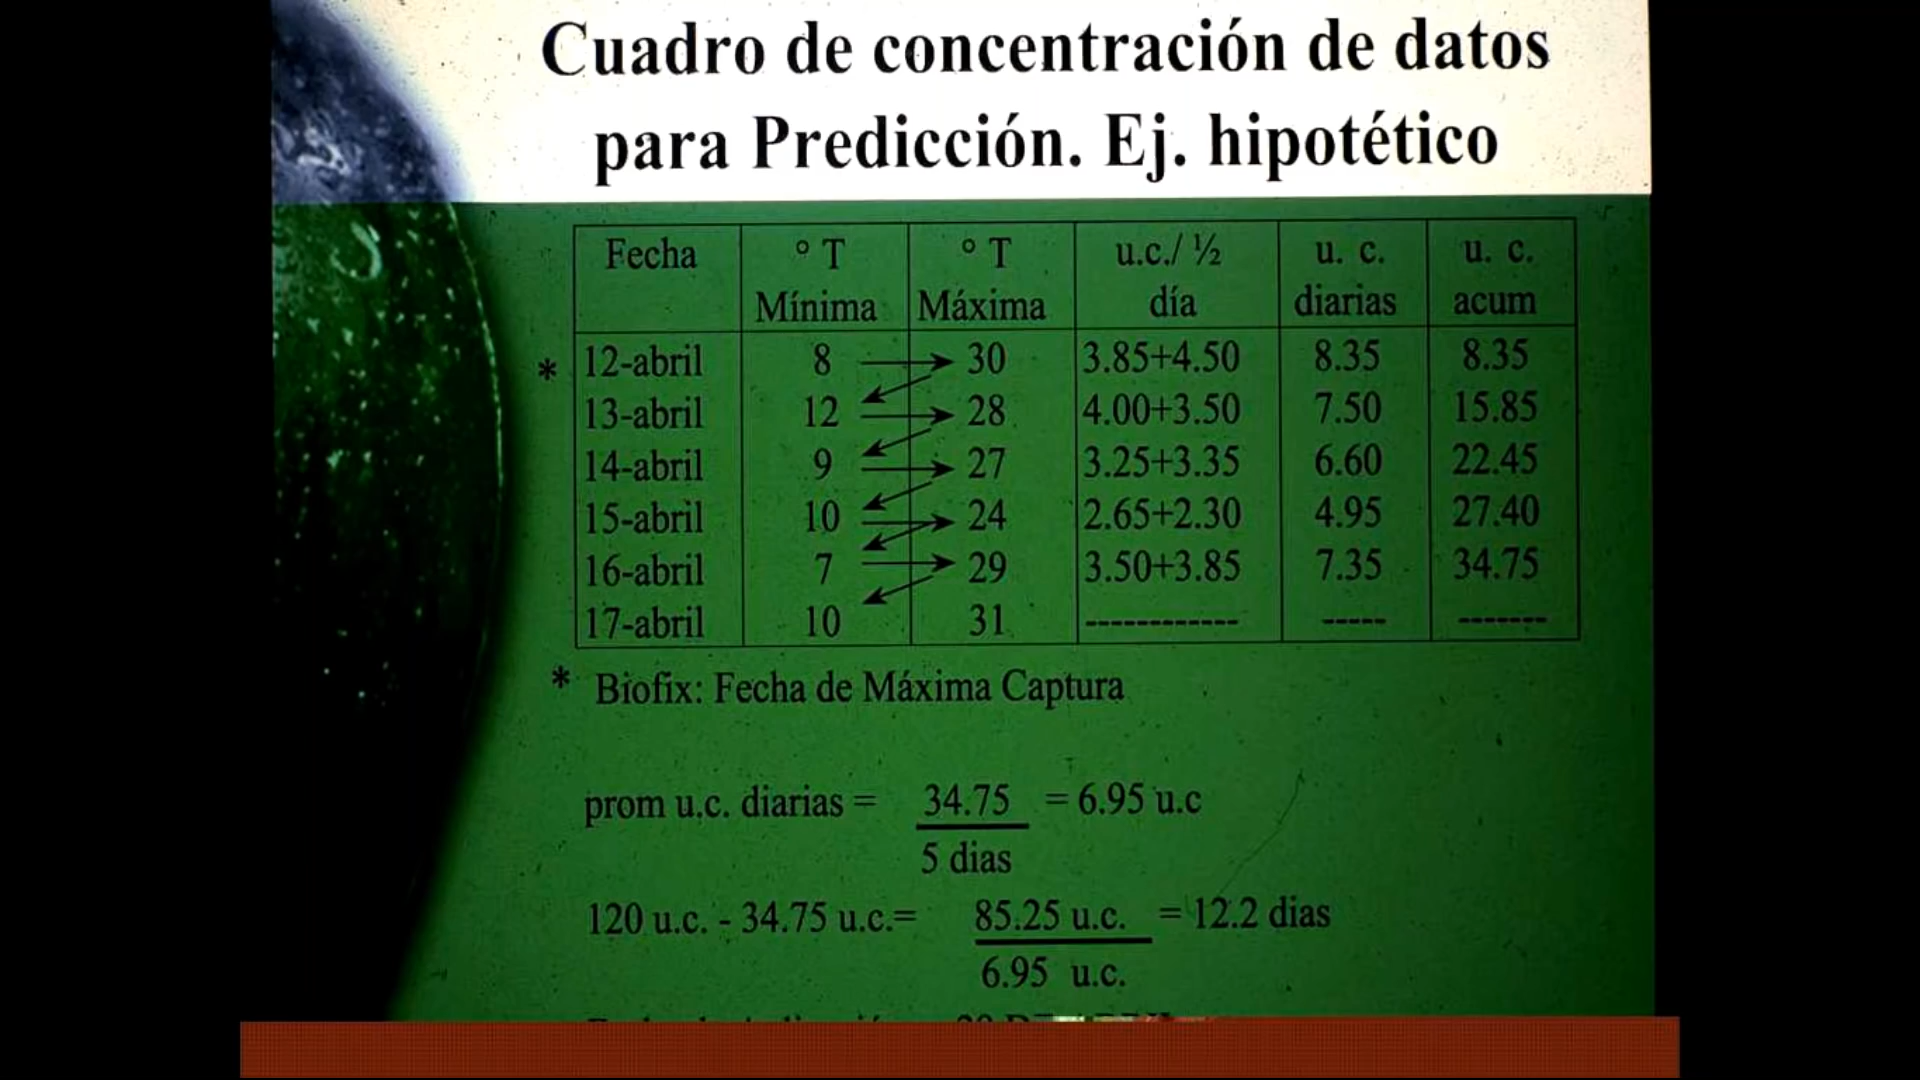 Cuadro de concentración de datos
para Predicción. Ej. hipotético
Fecha ° T Mínima ° T Máxima u.c./ ½ día u. c. diarias u. c. acum
* 12-abril 8 30 3.85+4.50 8.35 8.35
13-abril 12 28 4.00+3.50 7.50 15.85
14-abril 9 27 3.25+3.35 6.60 22.45
15-abril 10 24 2.65+2.30 4.95 27.40
16-abril 7 29 3.50+3.85 7.35 34.75
17-abril 10 31 ------------ ----- -------
* Biofix: Fecha de Máxima Captura
prom u.c. diarias = 34.75 = 6.95 u.c
5 dias
120 u.c. - 34.75 u.c.= 85.25 u.c. = 12.2 dias
6.95 u.c.